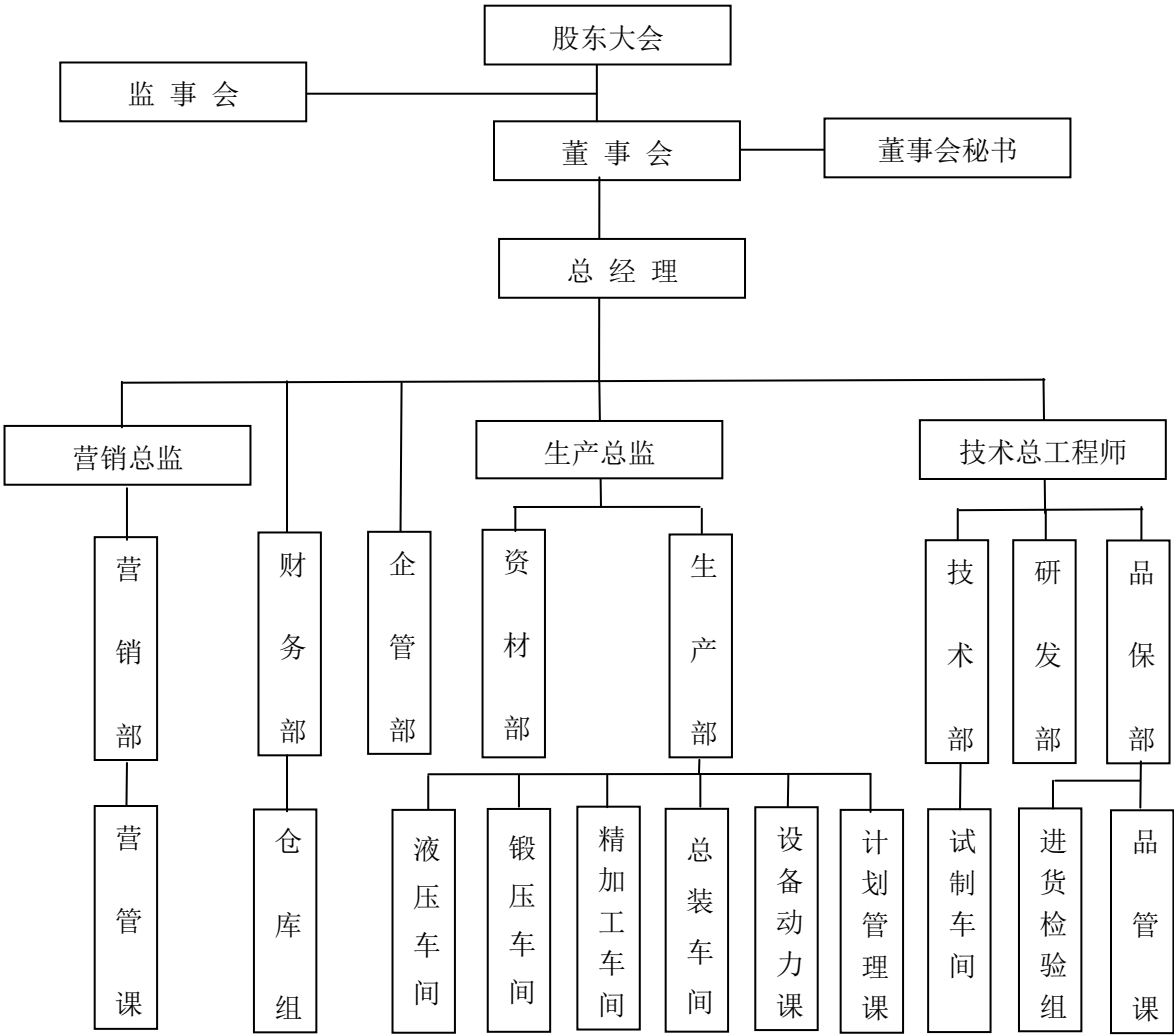 股东大会
监 事 会
董 事 会
董事会秘书
总 经 理
营销总监
生产总监
技术总工程师
营销部
财务部
企管部
资材部
生产部
技术部
研发部
品保部
营管课
仓库组
液压车间
锻压车间
精加工车间
总装车间
设备动力课
计划管理课
试制车间
进货检验组
品管课